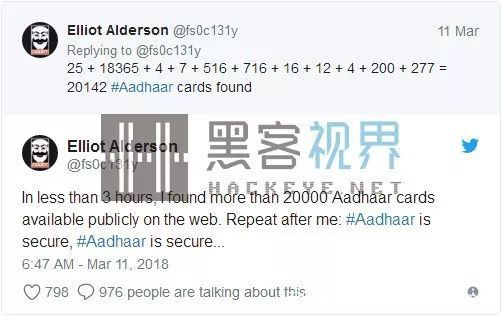 Elliot Alderson @fs0c131y 11 Mar
Replying to @fs0c131y
25 + 18365 + 4 + 7 + 516 + 716 + 16 + 12 + 4 + 200 + 277 =
20142 #Aadhaar cards found
Elliot Alderson
@fs0c131y
黑客视界
HACKEYE.NET
In less than 3 hours, I found more than 20000 Aadhaar cards
available publicly on the web. Repeat after me: #Aadhaar is
secure, #Aadhaar is secure...
6:47 AM - Mar 11, 2018
798 976 people are talking about this